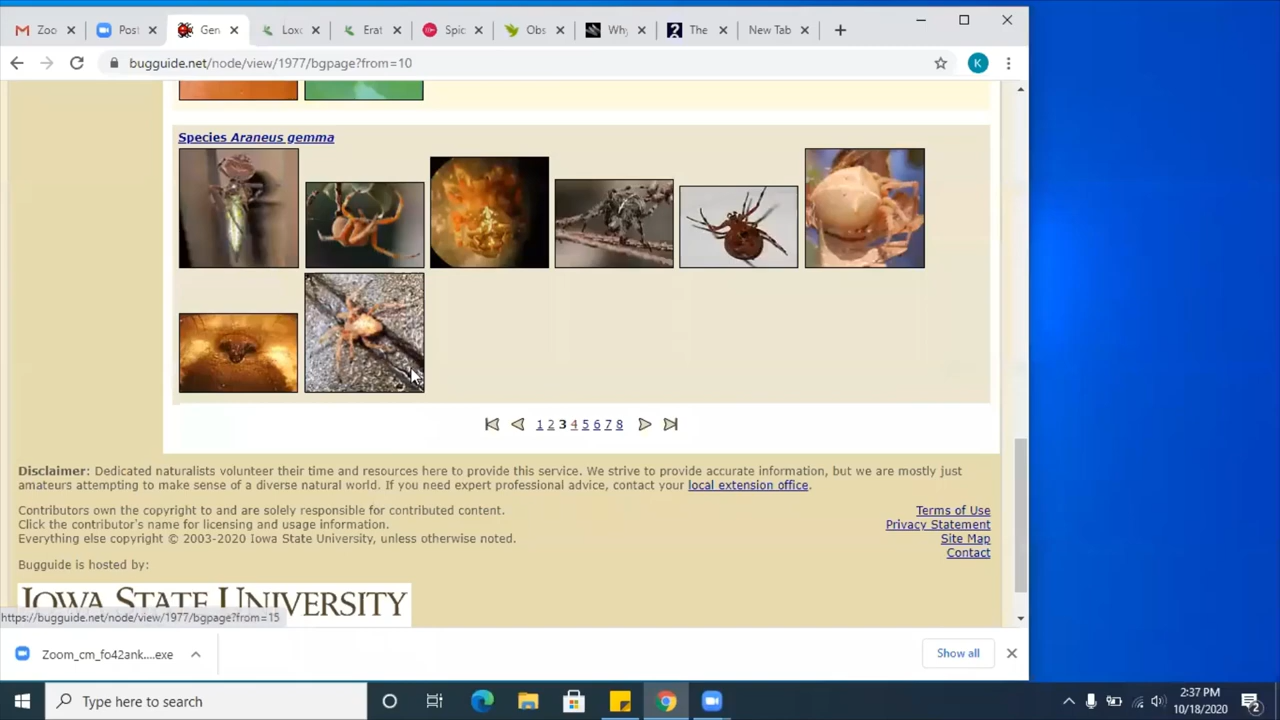 Zoo
Post
Gen
Loxo
Erat
Spic
Obs
Why
The
New Tab
bugguide.net/node/view/1977/bgpage?from=10
K
Species Araneus gemma
1 2 3 4 5 6 7 8
Disclaimer: Dedicated naturalists volunteer their time and resources here to provide this service. We strive to provide accurate information, but we are mostly just
amateurs attempting to make sense of a diverse natural world. If you need expert professional advice, contact your local extension office.
Contributors own the copyright to and are solely responsible for contributed content.
Click the contributor's name for licensing and usage information.
Everything else copyright © 2003-2020 Iowa State University, unless otherwise noted.
Terms of Use
Privacy Statement
Site Map
Contact
Bugguide is hosted by:
IOWA STATE UNIVERSITY
https://bugguide.net/node/view/1977/bgpage?from=15
Zoom_cm_fo42ank....exe
Show all
Type here to search
2:37 PM
10/18/2020
2